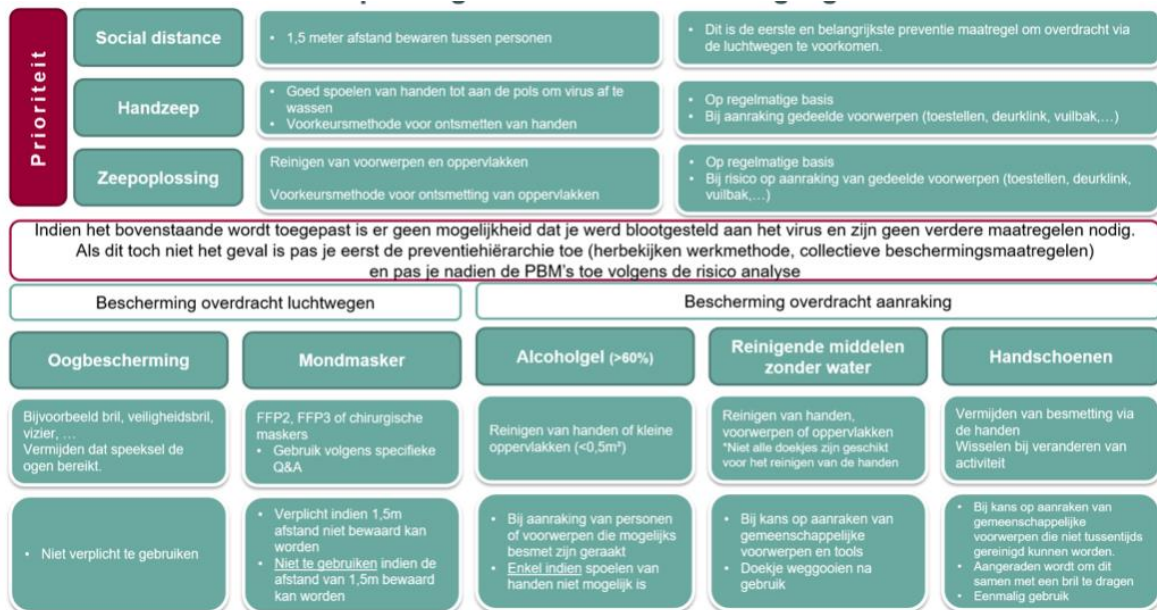 Prioriteit
Social distance
• 1,5 meter afstand bewaren tussen personen
• Dit is de eerste en belangrijkste preventie maatregel om overdracht via
de luchtwegen te voorkomen.
Handzeep
• Goed spoelen van handen tot aan de pols om virus af te
wassen
• Voorkeursmethode voor ontsmetten van handen
• Op regelmatige basis
• Bij aanraking gedeelde voorwerpen (toestellen, deurklink, vuilbak,…)
Zeepoplossing
Reinigen van voorwerpen en oppervlakken
Voorkeursmethode voor ontsmetting van oppervlakken
• Op regelmatige basis
• Bij risico op aanraking van gedeelde voorwerpen (toestellen, deurklink,
vuilbak,…)
Indien het bovenstaande wordt toegepast is er geen mogelijkheid dat je werd blootgesteld aan het virus en zijn geen verdere maatregelen nodig.
Als dit toch niet het geval is pas je eerst de preventiehiërarchie toe (herbekijken werkmethode, collectieve beschermingsmaatregelen)
en pas je nadien de PBM's toe volgens de risico analyse
Bescherming overdracht luchtwegen
Bescherming overdracht aanraking
Oogbescherming
Bijvoorbeeld bril, veiligheidsbril,
vizier, …
Vermijden dat speeksel de
ogen bereikt.
• Niet verplicht te gebruiken
Mondmasker
FFP2, FFP3 of chirurgische
maskers
• Gebruik volgens specifieke
Q&A
• Verplicht indien 1,5m
afstand niet bewaard kan
worden
• Niet te gebruiken indien de
afstand van 1,5m bewaard
kan worden
Alcoholgel (>60%)
Reinigen van handen of kleine
oppervlakken (<0,5m²)
• Bij aanraking van personen
of voorwerpen die mogelijks
besmet zijn geraakt
• Enkel indien spoelen van
handen niet mogelijk is
Reinigende middelen
zonder water
Reinigen van handen,
voorwerpen of oppervlakken
*Niet alle doekjes zijn geschikt
voor het reinigen van de handen
• Bij kans op aanraken van
gemeenschappelijke
voorwerpen en tools
• Doekje weggooien na
gebruik
Handschoenen
Vermijden van besmetting via
de handen
Wisselen bij veranderen van
activiteit
• Bij kans op aanraken van
gemeenschappelijke
voorwerpen die niet tussentijds
gereinigd kunnen worden.
• Aangeraden wordt om dit
samen met een bril te dragen
• Eenmalig gebruik